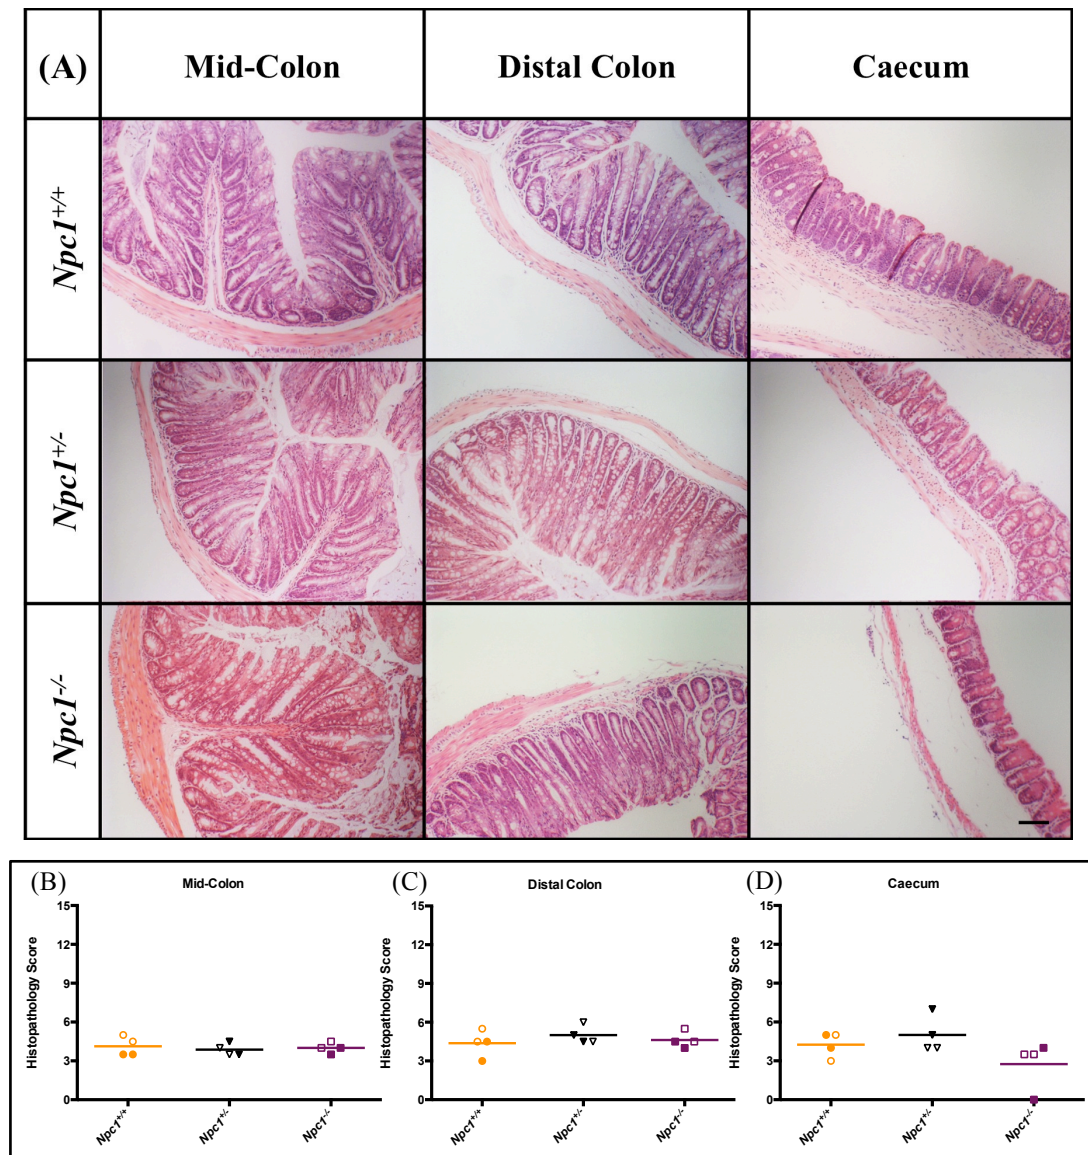 (A) Mid-Colon Distal Colon Caecum
Npc1+/+
Npc1+/-
Npc1-/-
(B) Mid-Colon
Histopathology Score
15
12
9
6
3
0
Npc1+/+ Npc1+/- Npc1-/-
(C) Distal Colon
Histopathology Score
15
12
9
6
3
0
Npc1+/+ Npc1+/- Npc1-/-
(D) Caecum
Histopathology Score
15
12
9
6
3
0
Npc1+/+ Npc1+/- Npc1-/-